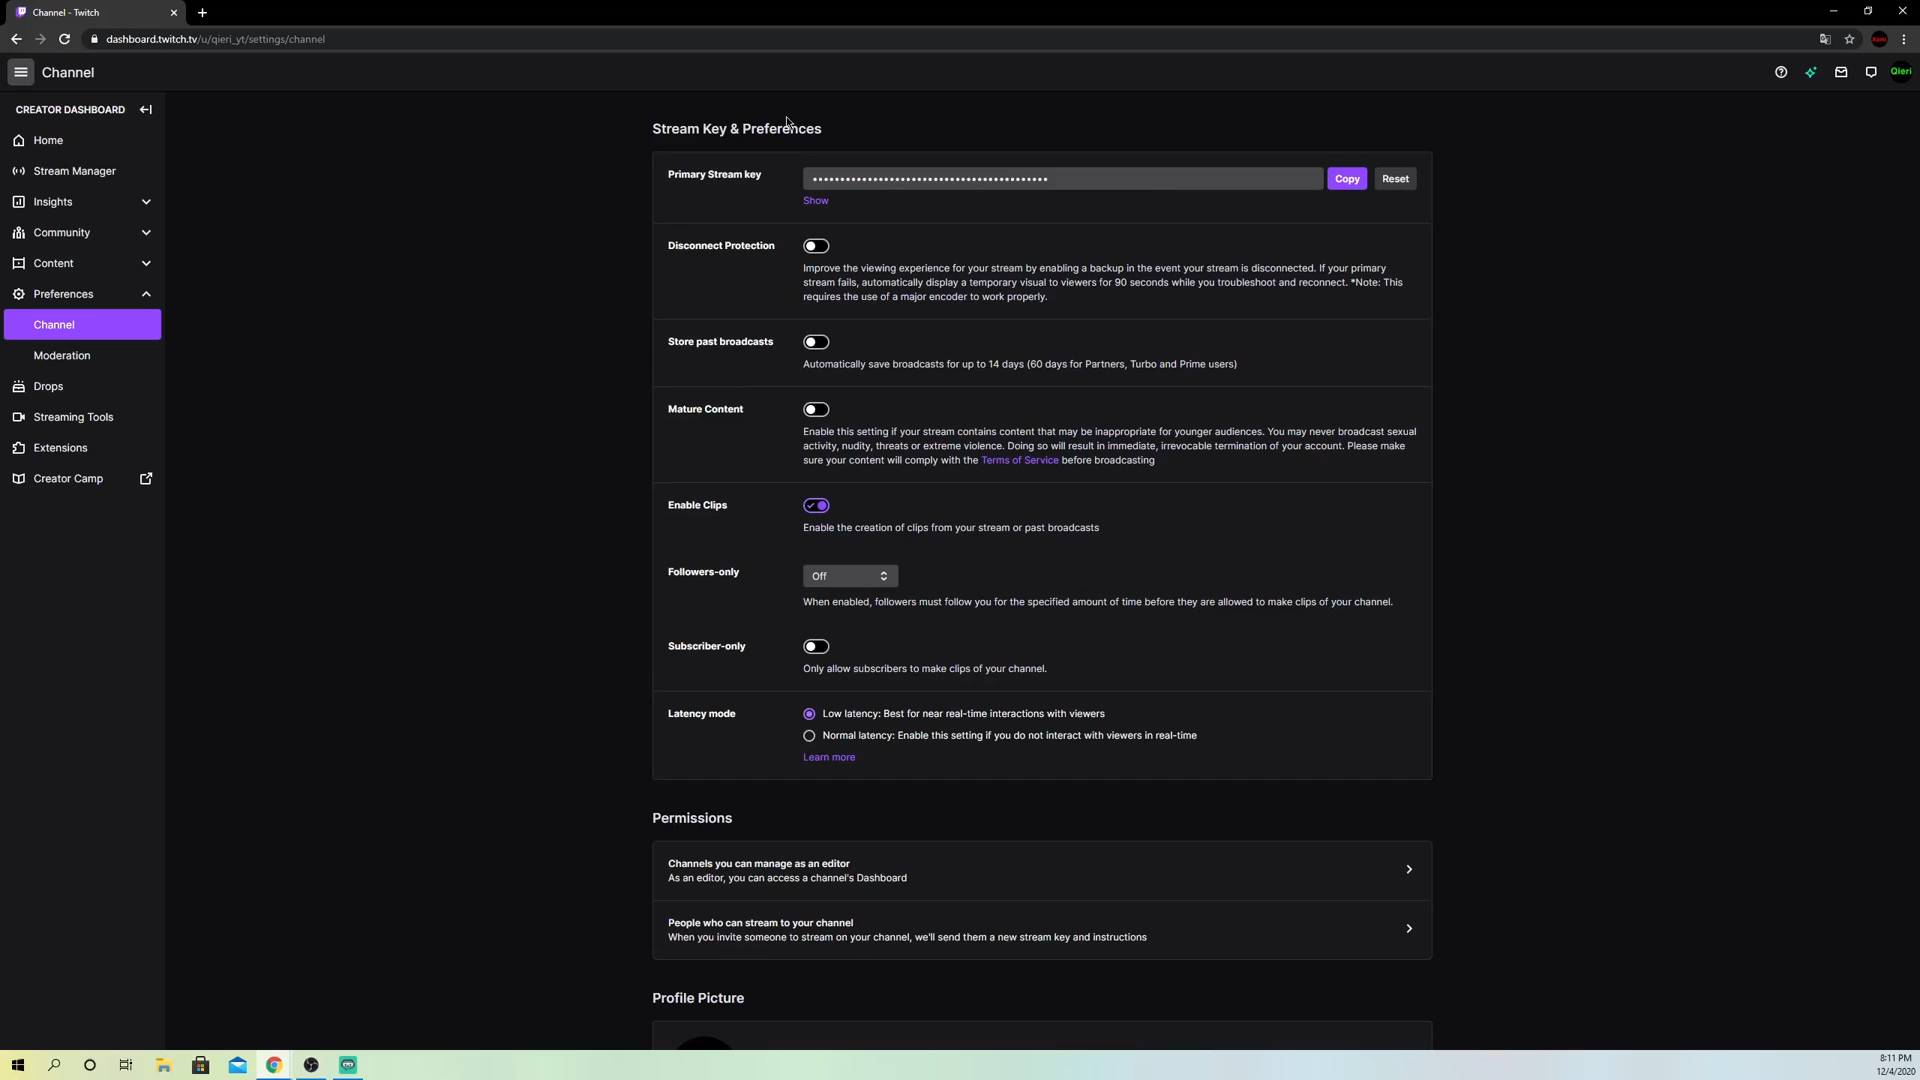 Channel - Twitch
dashboard.twitch.tv/u/qieri_yt/settings/channel
Channel
Qieri
CREATOR DASHBOARD
Home
Stream Manager
Insights
Community
Content
Preferences
Channel
Moderation
Drops
Streaming Tools
Extensions
Creator Camp
Stream Key & Preferences
Primary Stream key
Copy
Reset
Show
Disconnect Protection
Improve the viewing experience for your stream by enabling a backup in the event your stream is disconnected. If your primary
stream fails, automatically display a temporary visual to viewers for 90 seconds while you troubleshoot and reconnect. *Note: This
requires the use of a major encoder to work properly.
Store past broadcasts
Automatically save broadcasts for up to 14 days (60 days for Partners, Turbo and Prime users)
Mature Content
Enable this setting if your stream contains content that may be inappropriate for younger audiences. You may never broadcast sexual
activity, nudity, threats or extreme violence. Doing so will result in immediate, irrevocable termination of your account. Please make
sure your content will comply with the Terms of Service before broadcasting
Enable Clips
Enable the creation of clips from your stream or past broadcasts
Followers-only
Off
When enabled, followers must follow you for the specified amount of time before they are allowed to make clips of your channel.
Subscriber-only
Only allow subscribers to make clips of your channel.
Latency mode
Low latency: Best for near real-time interactions with viewers
Normal latency: Enable this setting if you do not interact with viewers in real-time
Learn more
Permissions
Channels you can manage as an editor
As an editor, you can access a channel's Dashboard
People who can stream to your channel
When you invite someone to stream on your channel, we'll send them a new stream key and instructions
Profile Picture
8:11 PM
12/4/2020